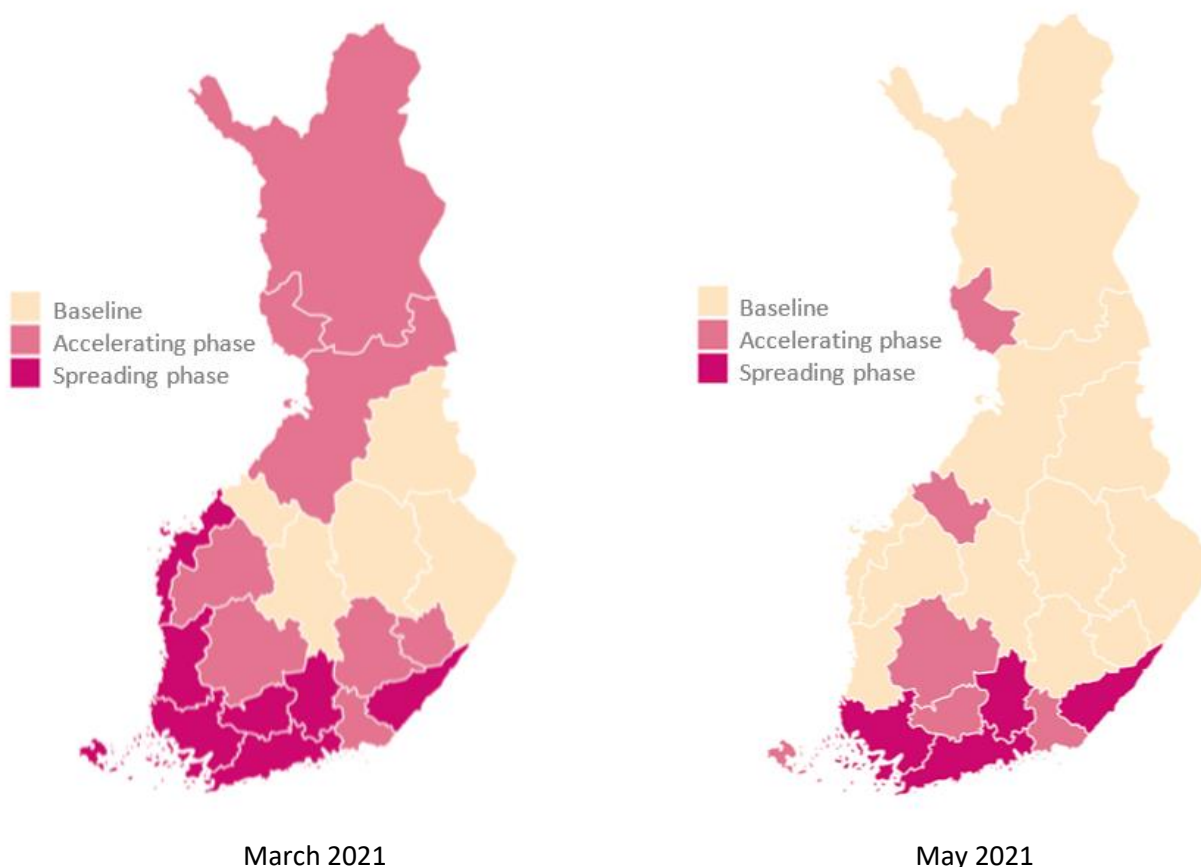 Baseline
Accelerating phase
Spreading phase
Baseline
Accelerating phase
Spreading phase
March 2021
May 2021